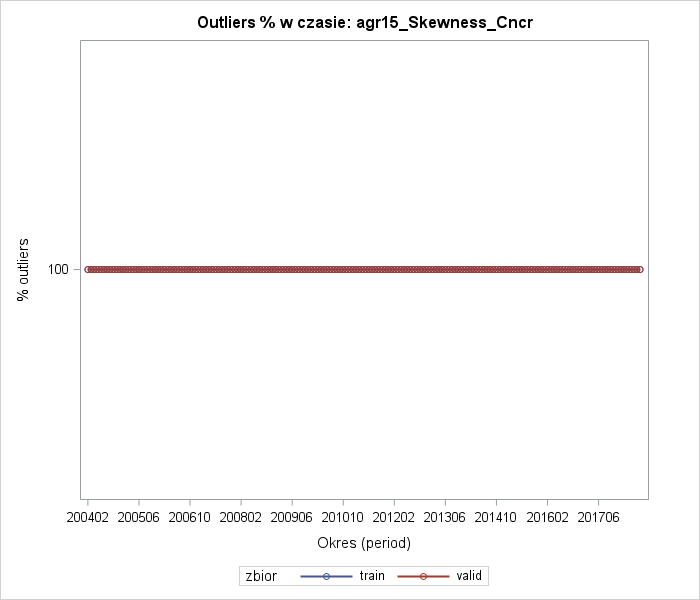 Outliers % w czasie: agr15_Skewness_Cncr
% outliers
100
200402 200506 200610 200802 200906 201010 201202 201306 201410 201602 201706
Okres (period)
zbior train valid